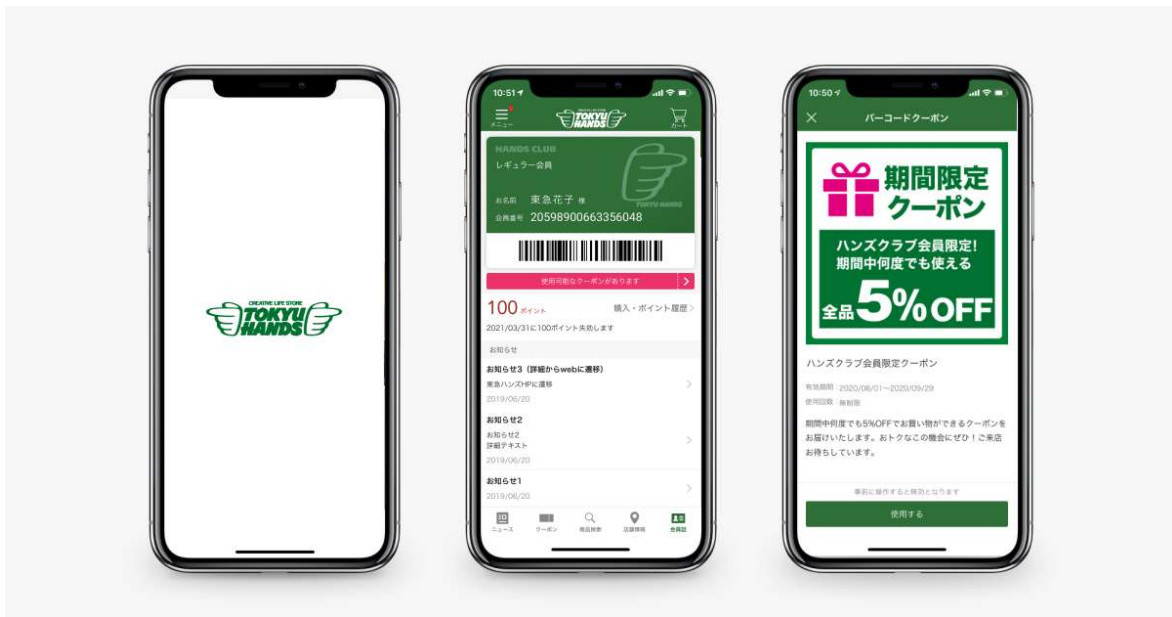 CREATIVE LIFE STORE
TOKYU
HANDS
10:51
メニュー
CREATIVE LIFE STORE
TOKYU
HANDS
カート
HANDS CLUB
レギュラー会員
お名前 東急花子 様
会員番号 20598900663356048
TOKYU HANDS
使用可能なクーポンがあります
100 ポイント 購入・ポイント履歴
2021/03/31に100ポイント失効します
お知らせ
お知らせ3（詳細からwebに遷移）
東急ハンズHPに遷移
2019/06/20
お知らせ2
お知らせ2
詳細テキスト
2019/06/20
お知らせ1
2019/06/20
ニュース クーポン 商品検索 店舗情報 会員証
10:50
バーコードクーポン
期間限定
クーポン
ハンズクラブ会員限定!
期間中何度でも使える
全品5%OFF
ハンズクラブ会員限定クーポン
有効期間：2020/08/01～2020/09/29
使用回数：無制限
期間中何度でも5%OFFでお買い物ができるクーポンを
お届けいたします。おトクなこの機会にぜひ！ご来店
お待ちしています。
事前に操作すると無効となります
使用する